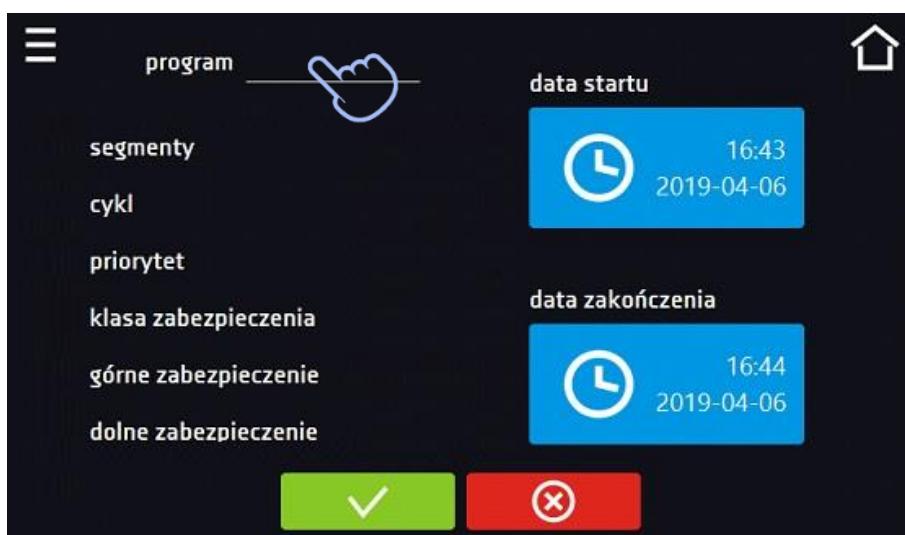 program
segmenty
cykl
priorytet
klasa zabezpieczenia
górne zabezpieczenie
dolne zabezpieczenie
data startu
16:43
2019-04-06
data zakończenia
16:44
2019-04-06